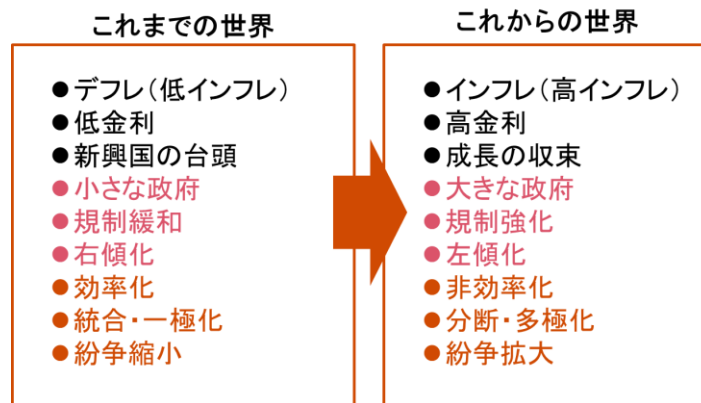 これまでの世界
●デフレ(低インフレ)
●低金利
●新興国の台頭
●小さな政府
●規制緩和
●右傾化
●効率化
●統合・一極化
●紛争縮小
これからの世界
●インフレ(高インフレ)
●高金利
●成長の収束
●大きな政府
●規制強化
●左傾化
●非効率化
●分断・多極化
●紛争拡大